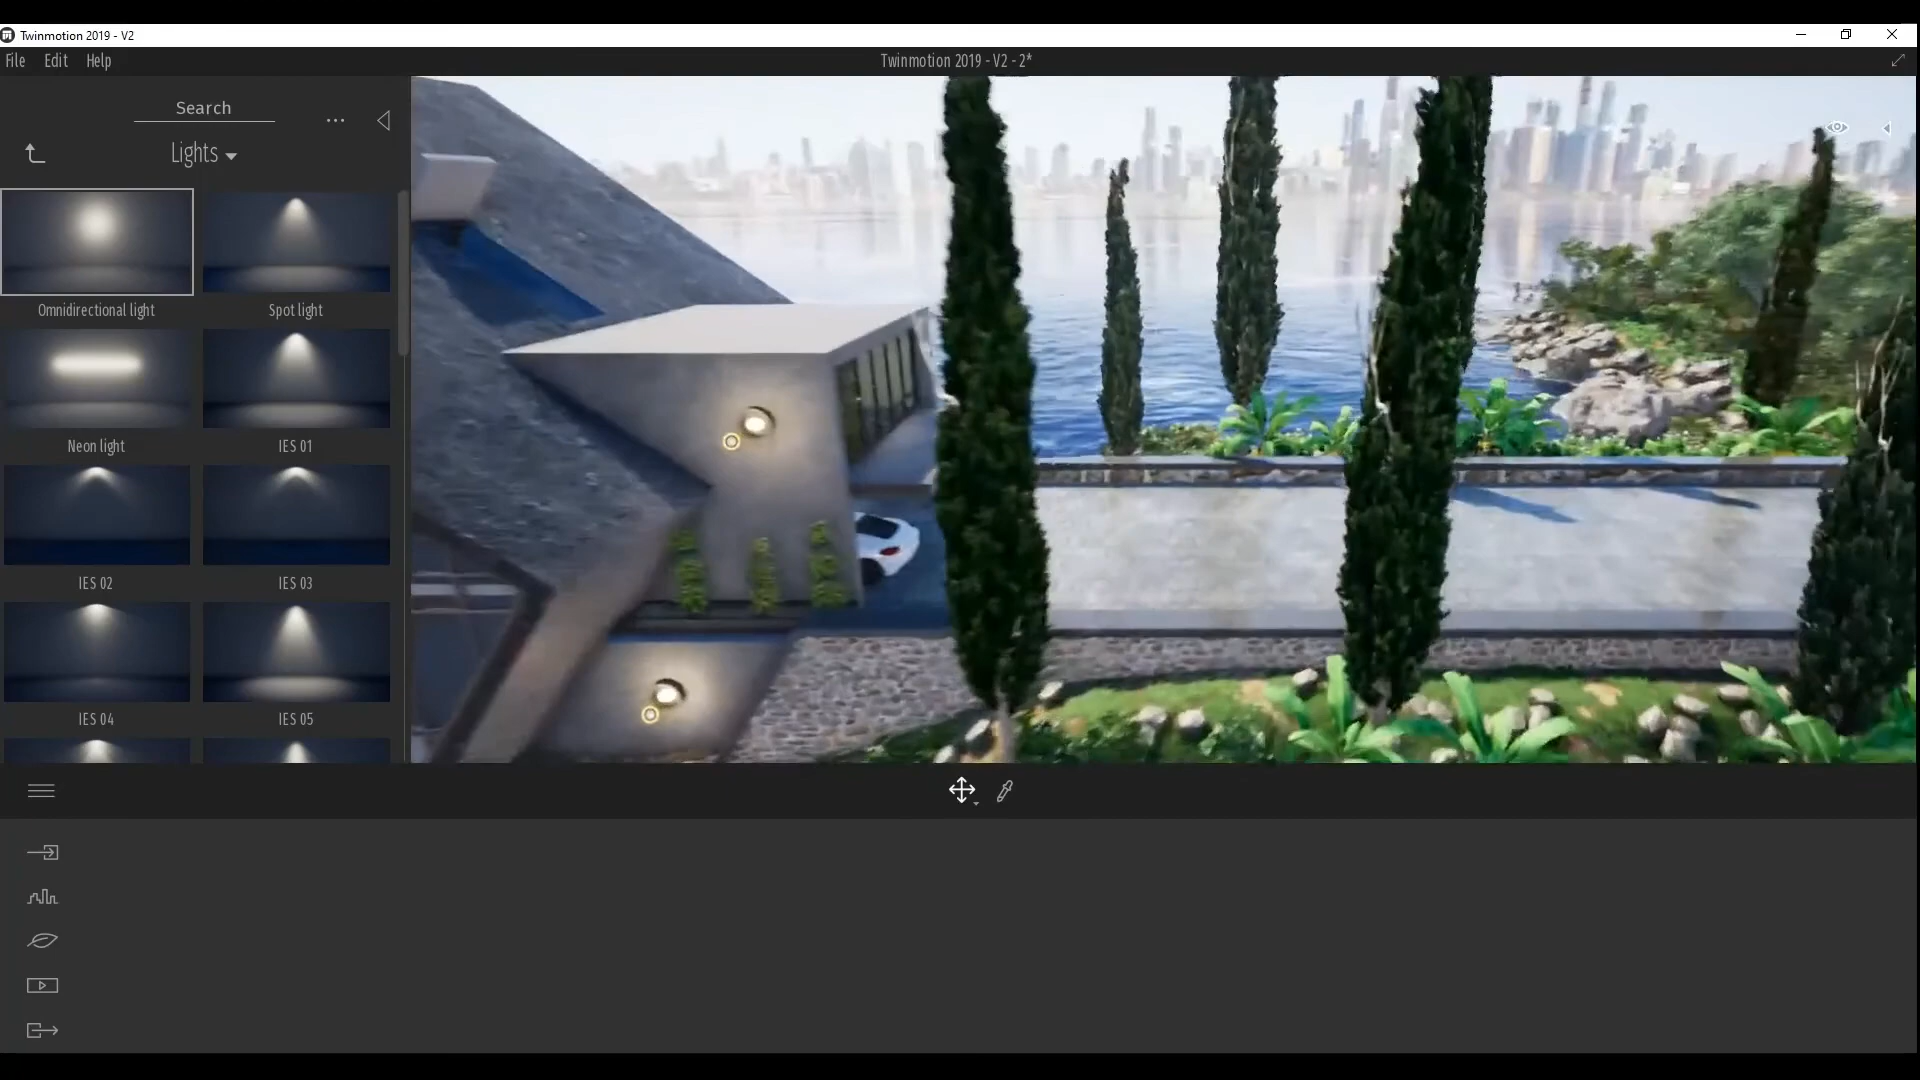 Twinmotion 2019 - V2
File Edit Help
Twinmotion 2019 - V2 - 2*
Search
Lights
Omnidirectional light
Spot light
Neon light
IES 01
IES 02
IES 03
IES 04
IES 05